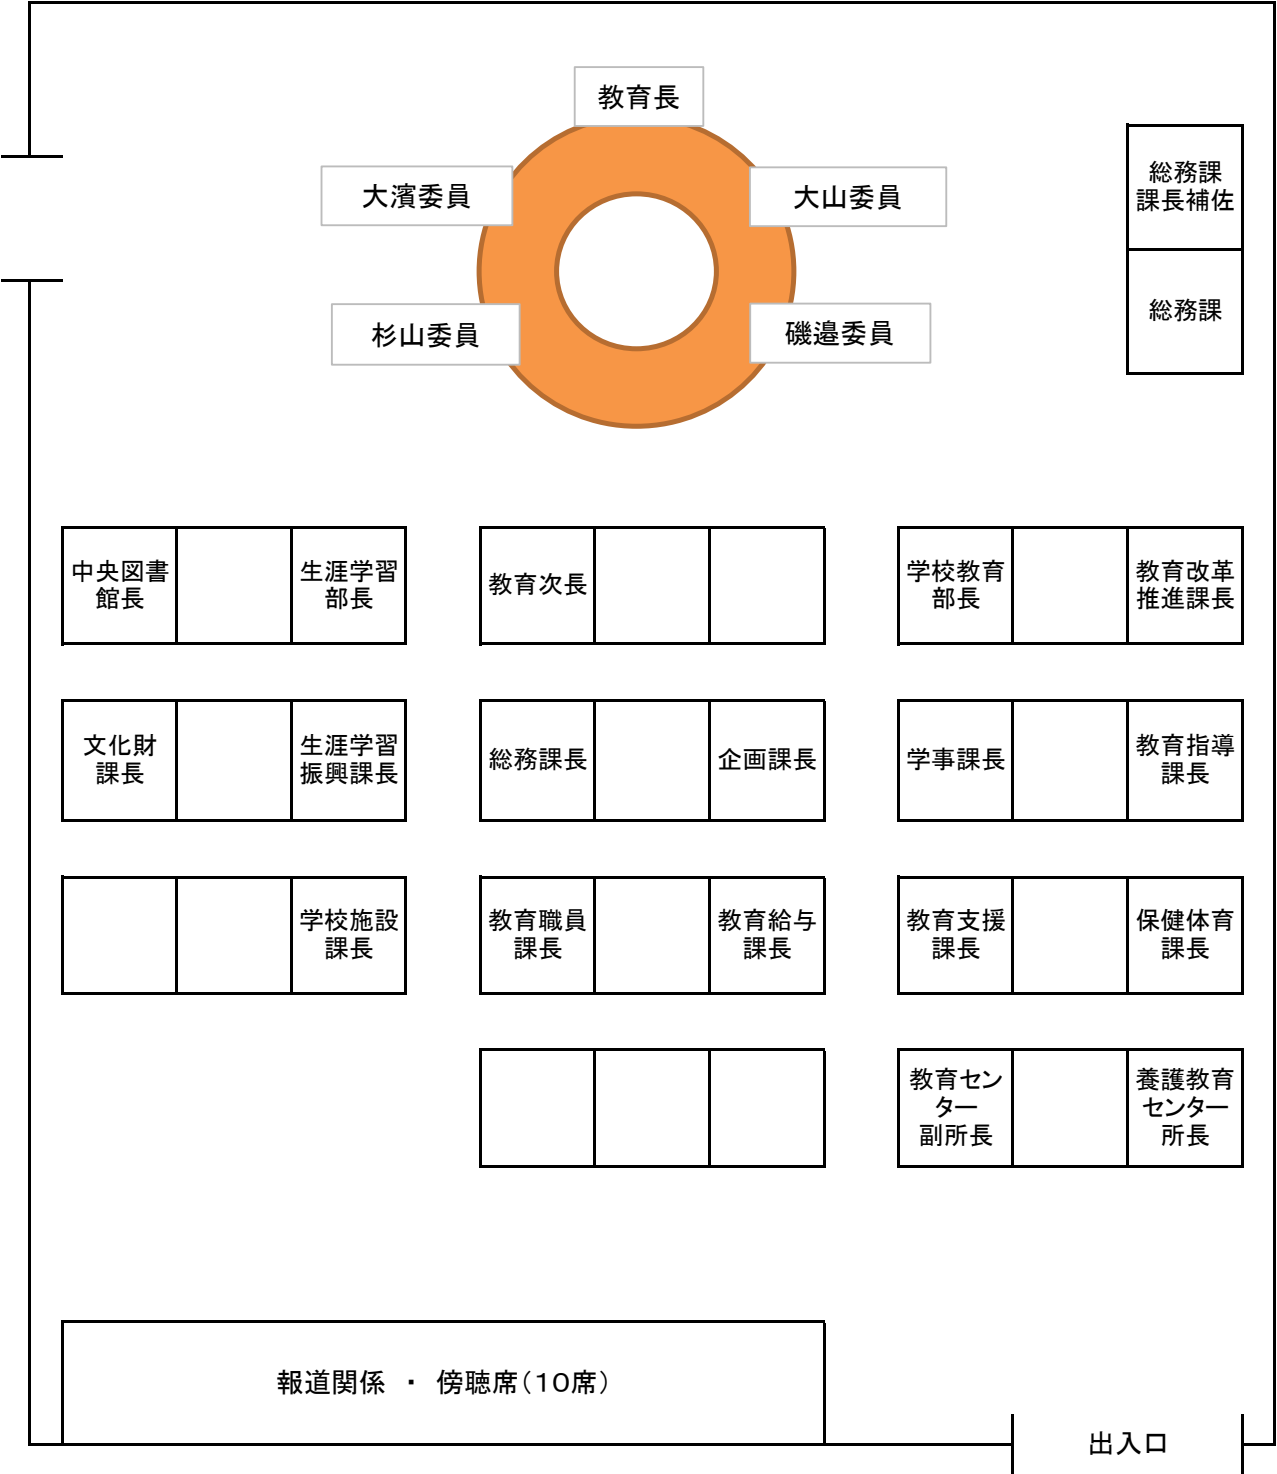 教育長
大濱委員
大山委員
杉山委員
磯邉委員
総務課
課長補佐
総務課
中央図書
館長
生涯学習
部長
教育次長
学校教育
部長
教育改革
推進課長
文化財
課長
生涯学習
振興課長
総務課長
企画課長
学事課長
教育指導
課長
学校施設
課長
教育職員
課長
教育給与
課長
教育支援
課長
保健体育
課長
教育セン
ター
副所長
養護教育
センター
所長
報道関係　・　傍聴席（１０席）
出入口